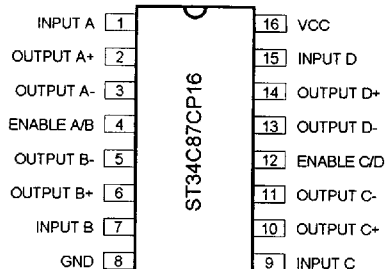 INPUT A 1
OUTPUT A+ 2
OUTPUT A- 3
ENABLE A/B 4
OUTPUT B- 5
OUTPUT B+ 6
INPUT B 7
GND 8
ST34C87CP16
16 VCC
15 INPUT D
14 OUTPUT D+
13 OUTPUT D-
12 ENABLE C/D
11 OUTPUT C-
10 OUTPUT C+
9 INPUT C